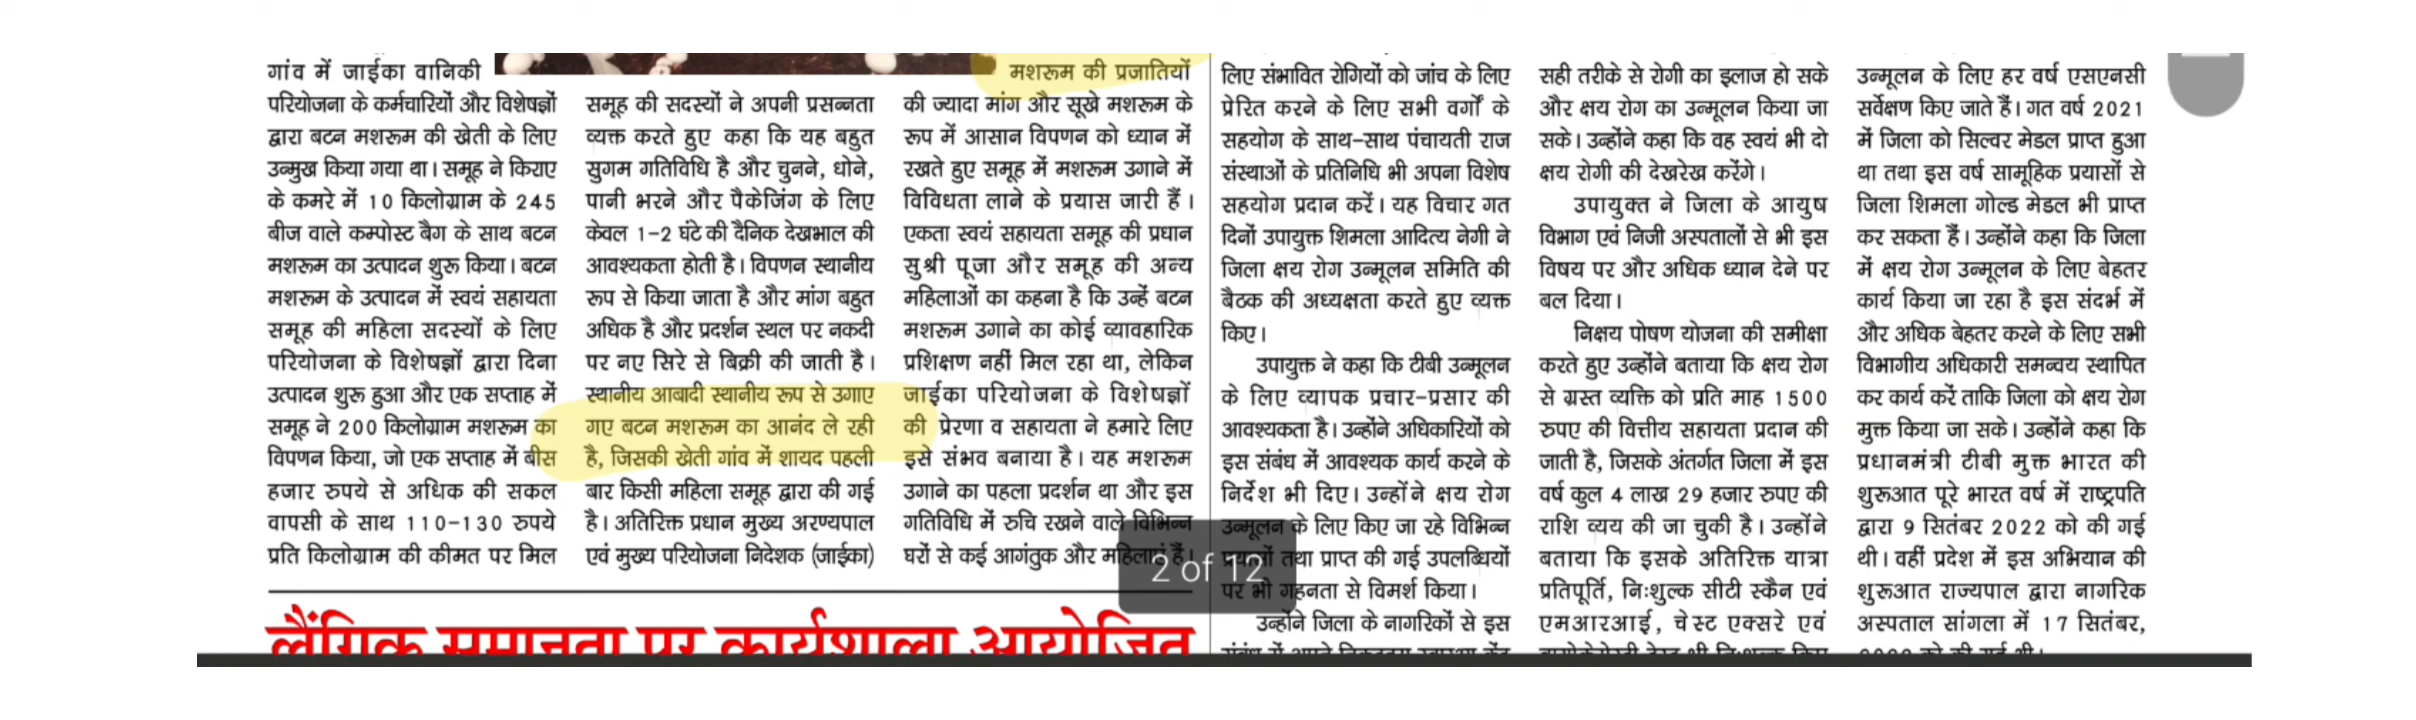 गांव में जाईका वानिकी
परियोजना के कर्मचारियों और विशेषज्ञों
द्वारा बटन मशरूम की खेती के लिए
उन्मुख किया गया था। समूह ने किराए
के कमरे में 10 किलोग्राम के 245
बीज वाले कम्पोस्ट बैग के साथ बटन
मशरूम का उत्पादन शुरू किया। बटन
मशरूम के उत्पादन में स्वयं सहायता
समूह की महिला सदस्यों के लिए
परियोजना के विशेषज्ञों द्वारा दिना
उत्पादन शुरू हुआ और एक सप्ताह में
समूह ने 200 किलोग्राम मशरूम का
विपणन किया, जो एक सप्ताह में बीस
हजार रुपये से अधिक की सकल
वापसी के साथ 110-130 रुपये
प्रति किलोग्राम की कीमत पर मिल
समूह की सदस्यों ने अपनी प्रसन्नता
व्यक्त करते हुए कहा कि यह बहुत
सुगम गतिविधि है और चुनने, धोने,
पानी भरने और पैकेजिंग के लिए
केवल 1-2 घंटे की दैनिक देखभाल की
आवश्यकता होती है। विपणन स्थानीय
रूप से किया जाता है और मांग बहुत
अधिक है और प्रदर्शन स्थल पर नकदी
पर नए सिरे से बिक्री की जाती है।
स्थानीय आबादी स्थानीय रूप से उगाए
गए बटन मशरूम का आनंद ले रही
है, जिसकी खेती गांव में शायद पहली
बार किसी महिला समूह द्वारा की गई
है। अतिरिक्त प्रधान मुख्य अरण्यपाल
एवं मुख्य परियोजना निदेशक (जाईका)
मशरूम की प्रजातियों
की ज्यादा मांग और सूखे मशरूम के
रूप में आसान विपणन को ध्यान में
रखते हुए समूह में मशरूम उगाने में
विविधता लाने के प्रयास जारी हैं।
एकता स्वयं सहायता समूह की प्रधान
सुश्री पूजा और समूह की अन्य
महिलाओं का कहना है कि उन्हें बटन
मशरूम उगाने का कोई व्यावहारिक
प्रशिक्षण नहीं मिल रहा था, लेकिन
जाईका परियोजना के विशेषज्ञों
की प्रेरणा व सहायता ने हमारे लिए
इसे संभव बनाया है। यह मशरूम
उगाने का पहला प्रदर्शन था और इस
गतिविधि में रुचि रखने वाले विभिन्न
घरों से कई आगंतुक और महिलाएं हैं।
लैंगिक समानता पर कार्यशाला आयोजित
लिए संभावित रोगियों को जांच के लिए
प्रेरित करने के लिए सभी वर्गों के
सहयोग के साथ-साथ पंचायती राज
संस्थाओं के प्रतिनिधि भी अपना विशेष
सहयोग प्रदान करें। यह विचार गत
दिनों उपायुक्त शिमला आदित्य नेगी ने
जिला क्षय रोग उन्मूलन समिति की
बैठक की अध्यक्षता करते हुए व्यक्त
किए।
उपायुक्त ने कहा कि टीबी उन्मूलन
के लिए व्यापक प्रचार-प्रसार की
आवश्यकता है। उन्होंने अधिकारियों को
इस संबंध में आवश्यक कार्य करने के
निर्देश भी दिए। उन्होंने क्षय रोग
उन्मूलन के लिए किए जा रहे विभिन्न
प्रयासों तथा प्राप्त की गई उपलब्धियों
पर भी गहनता से विमर्श किया।
उन्होंने जिला के नागरिकों से इस
सही तरीके से रोगी का इलाज हो सके
और क्षय रोग का उन्मूलन किया जा
सके। उन्होंने कहा कि वह स्वयं भी दो
क्षय रोगी की देखरेख करेंगे।
उपायुक्त ने जिला के आयुष
विभाग एवं निजी अस्पतालों से भी इस
विषय पर और अधिक ध्यान देने पर
बल दिया।
निक्षय पोषण योजना की समीक्षा
करते हुए उन्होंने बताया कि क्षय रोग
से ग्रस्त व्यक्ति को प्रति माह 1500
रुपए की वित्तीय सहायता प्रदान की
जाती है, जिसके अंतर्गत जिला में इस
वर्ष कुल 4 लाख 29 हजार रुपए की
राशि व्यय की जा चुकी है। उन्होंने
बताया कि इसके अतिरिक्त यात्रा
प्रतिपूर्ति, निःशुल्क सीटी स्कैन एवं
एमआरआई, चेस्ट एक्सरे एवं
उन्मूलन के लिए हर वर्ष एसएनसी
सर्वेक्षण किए जाते हैं। गत वर्ष 2021
में जिला को सिल्वर मेडल प्राप्त हुआ
था तथा इस वर्ष सामूहिक प्रयासों से
जिला शिमला गोल्ड मेडल भी प्राप्त
कर सकता हैं। उन्होंने कहा कि जिला
में क्षय रोग उन्मूलन के लिए बेहतर
कार्य किया जा रहा है इस संदर्भ में
और अधिक बेहतर करने के लिए सभी
विभागीय अधिकारी समन्वय स्थापित
कर कार्य करें ताकि जिला को क्षय रोग
मुक्त किया जा सके। उन्होंने कहा कि
प्रधानमंत्री टीबी मुक्त भारत की
शुरूआत पूरे भारत वर्ष में राष्ट्रपति
द्वारा 9 सितंबर 2022 को की गई
थी। वहीं प्रदेश में इस अभियान की
शुरूआत राज्यपाल द्वारा नागरिक
अस्पताल सांगला में 17 सितंबर,
2 of 12